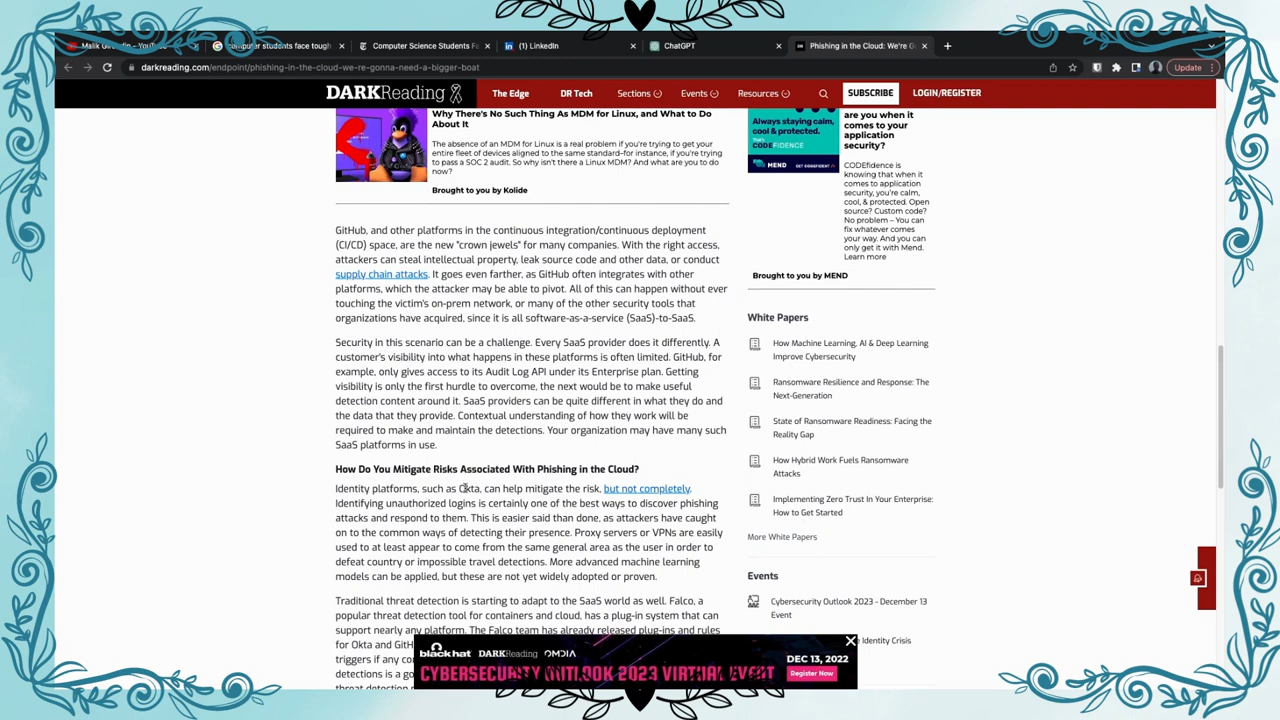 Malik Gi
YouTube
computer students face tough
Computer Science Students Fa
(1) LinkedIn
ChatGPT
Phishing in the Cloud: We're G
darkreading.com/endpoint/phishing-in-the-cloud-we-re-gonna-need-a-bigger-boat
Update
DARKReading
The Edge
DR Tech
Sections
Events
Resources
SUBSCRIBE
LOGIN/REGISTER
Why There's No Such Thing As MDM for Linux, and What to Do
About It
The absence of an MDM for Linux is a real problem if you're trying to get your
entire fleet of devices aligned to the same standard–for instance, if you're trying
to pass a SOC 2 audit. So why isn't there a Linux MDM? And what are you to do
now?
Brought to you by Kolide
GitHub, and other platforms in the continuous integration/continuous deployment
(CI/CD) space, are the new "crown jewels" for many companies. With the right access,
attackers can steal intellectual property, leak source code and other data, or conduct
supply chain attacks. It goes even farther, as GitHub often integrates with other
platforms, which the attacker may be able to pivot. All of this can happen without ever
touching the victim's on-prem network, or many of the other security tools that
organizations have acquired, since it is all software-as-a-service (SaaS)-to-SaaS.
Security in this scenario can be a challenge. Every SaaS provider does it differently. A
customer's visibility into what happens in these platforms is often limited. GitHub, for
example, only gives access to its Audit Log API under its Enterprise plan. Getting
visibility is only the first hurdle to overcome, the next would be to make useful
detection content around it. SaaS providers can be quite different in what they do and
the data that they provide. Contextual understanding of how they work will be
required to make and maintain the detections. Your organization may have many such
SaaS platforms in use.
How Do You Mitigate Risks Associated With Phishing in the Cloud?
Identity platforms, such as Okta, can help mitigate the risk, but not completely.
Identifying unauthorized logins is certainly one of the best ways to discover phishing
attacks and respond to them. This is easier said than done, as attackers have caught
on to the common ways of detecting their presence. Proxy servers or VPNs are easily
used to at least appear to come from the same general area as the user in order to
defeat country or impossible travel detections. More advanced machine learning
models can be applied, but these are not yet widely adopted or proven.
Traditional threat detection is starting to adapt to the SaaS world as well. Falco, a
popular threat detection tool for containers and cloud, has a plug-in system that can
support nearly any platform. The Falco team has already released plug-ins and rules
for Okta and GitH
triggers if any co
detections is a go
threat detection
Always staying calm,
cool & protected.
CODEFIDENCE
MEND
GET CODEFIDENT
are you when it
comes to your
application
security?
CODEfidence is
knowing that when it
comes to application
security, you're calm,
cool, & protected. Open
source? Custom code?
No problem – You can
fix whatever comes
your way. And you can
only get it with Mend.
Learn more
Brought to you by MEND
White Papers
How Machine Learning, AI & Deep Learning
Improve Cybersecurity
Ransomware Resilience and Response: The
Next-Generation
State of Ransomware Readiness: Facing the
Reality Gap
How Hybrid Work Fuels Ransomware
Attacks
Implementing Zero Trust In Your Enterprise:
How to Get Started
More White Papers
Events
Cybersecurity Outlook 2023 - December 13
Event
e Identity Crisis
blackhat
DARKReading
OMDIA
CYBERSECURITY OUTLOOK 2023 VIRTUAL EVENT
DEC 13, 2022
Register Now